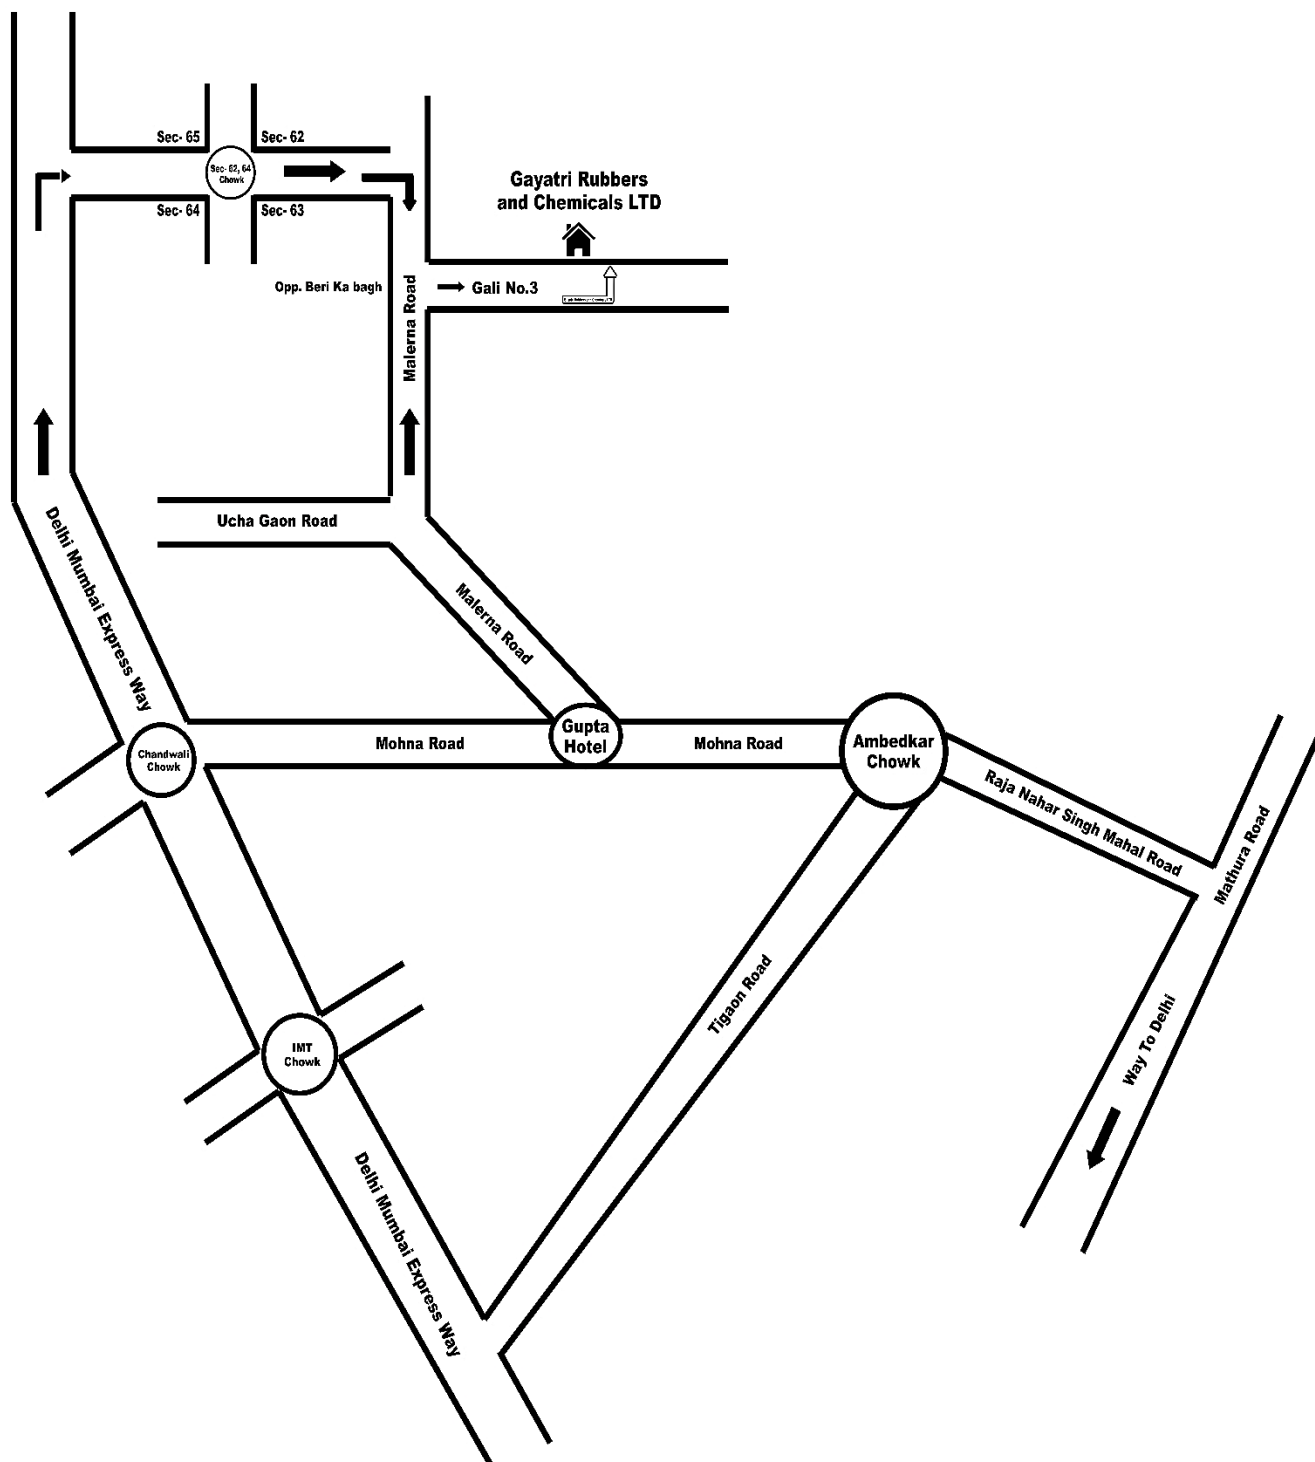 Sec- 65
Sec- 62
Sec- 62, 64
Chowk
Sec- 64
Sec- 63
Gayatri Rubbers
and Chemicals LTD
Opp. Beri Ka bagh
Malerna Road
Gali No.3
Ucha Gaon Road
Delhi Mumbai Express Way
Malerna Road
Chandwali
Chowk
Mohna Road
Gupta
Hotel
Mohna Road
Ambedkar
Chowk
Raja Nahar Singh Mahal Road
Mathura Road
Tigaon Road
Way To Delhi
IMT
Chowk
Delhi Mumbai Express Way